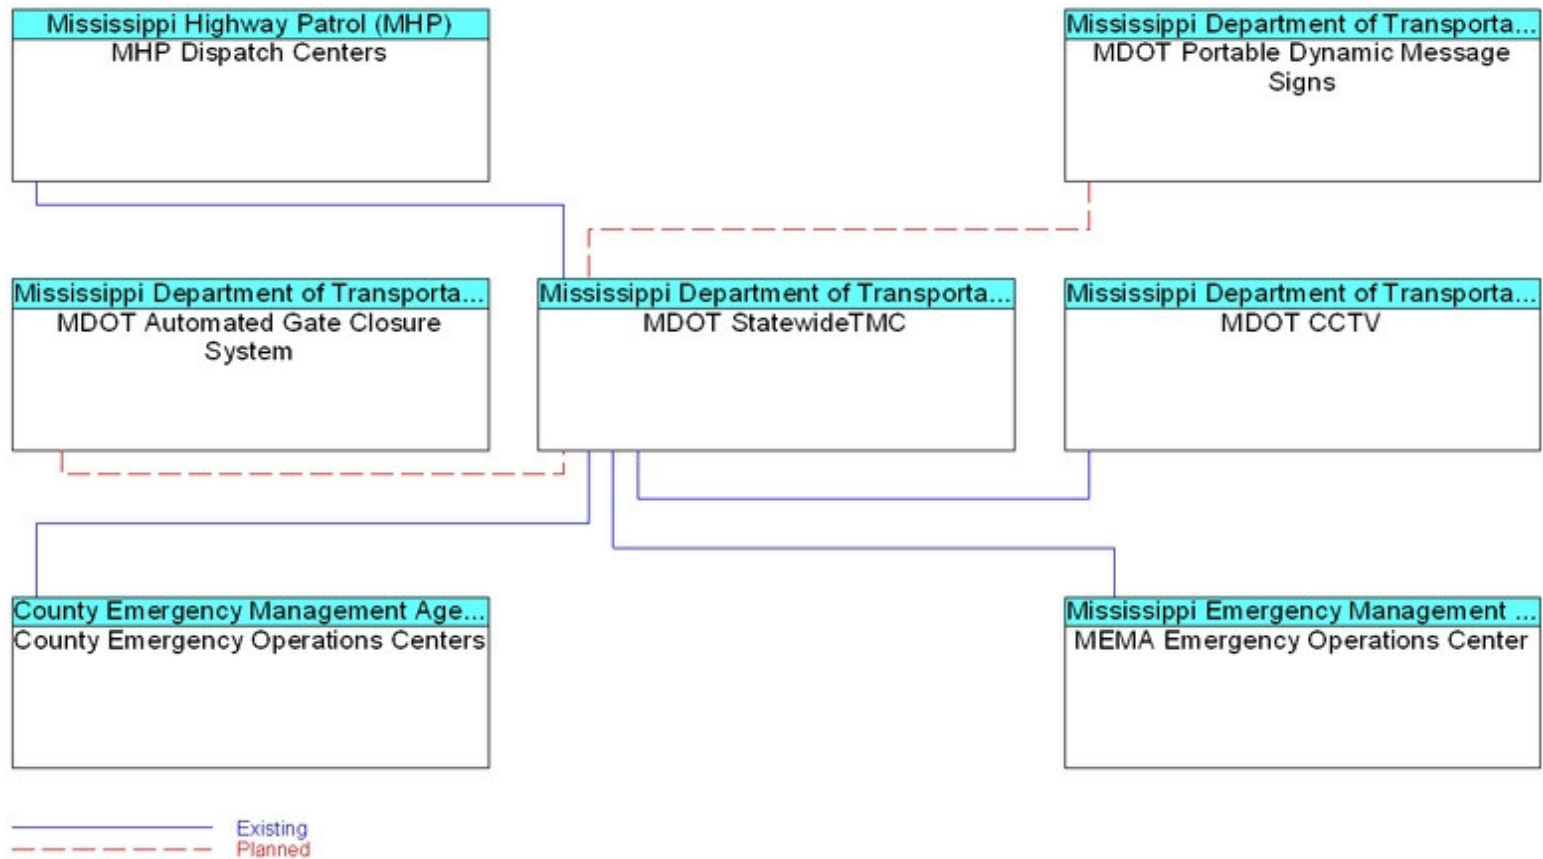 Mississippi Highway Patrol (MHP)
MHP Dispatch Centers
Mississippi Department of Transporta...
MDOT Portable Dynamic Message
Signs
Mississippi Department of Transporta...
MDOT Automated Gate Closure
System
Mississippi Department of Transporta...
MDOT StatewideTMC
Mississippi Department of Transporta...
MDOT CCTV
County Emergency Management Age...
County Emergency Operations Centers
Mississippi Emergency Management ...
MEMA Emergency Operations Center
Existing
Planned